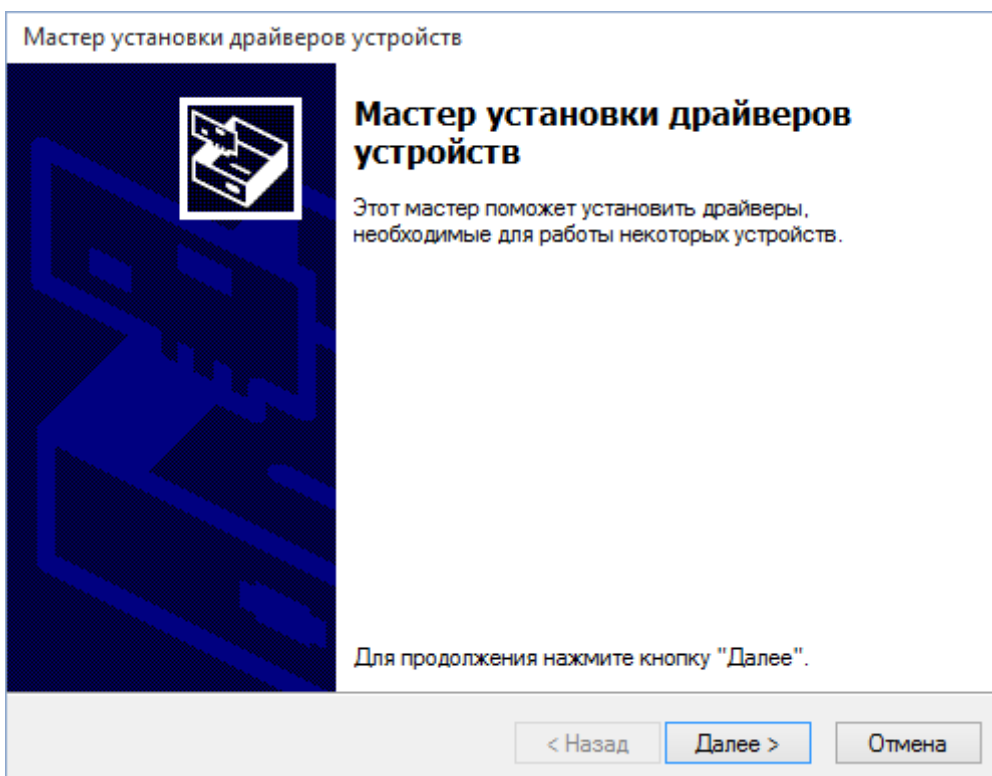 Мастер установки драйверов устройств
Мастер установки драйверов
устройств
Этот мастер поможет установить драйверы,
необходимые для работы некоторых устройств.
Для продолжения нажмите кнопку "Далее".
< Назад
Далее >
Отмена